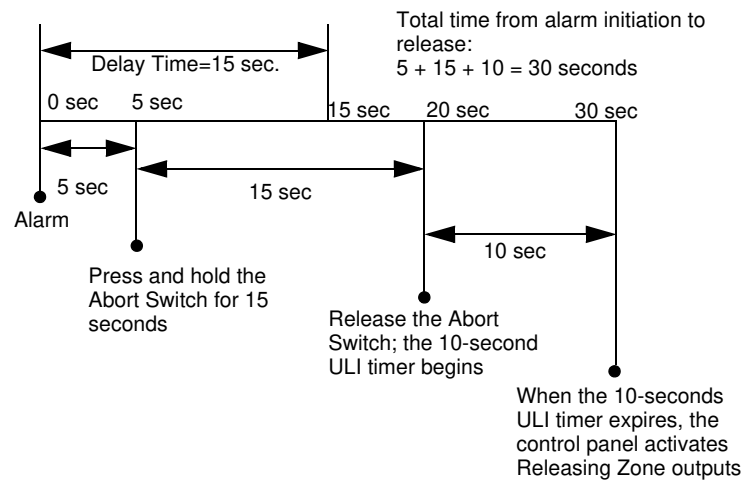 Total time from alarm initiation to
release:
5 + 15 + 10 = 30 seconds
Delay Time=15 sec.
0 sec
5 sec
15 sec
20 sec
30 sec
5 sec
15 sec
Alarm
10 sec
Press and hold the
Abort Switch for 15
seconds
Release the Abort
Switch; the 10-second
ULI timer begins
When the 10-seconds
ULI timer expires, the
control panel activates
Releasing Zone outputs